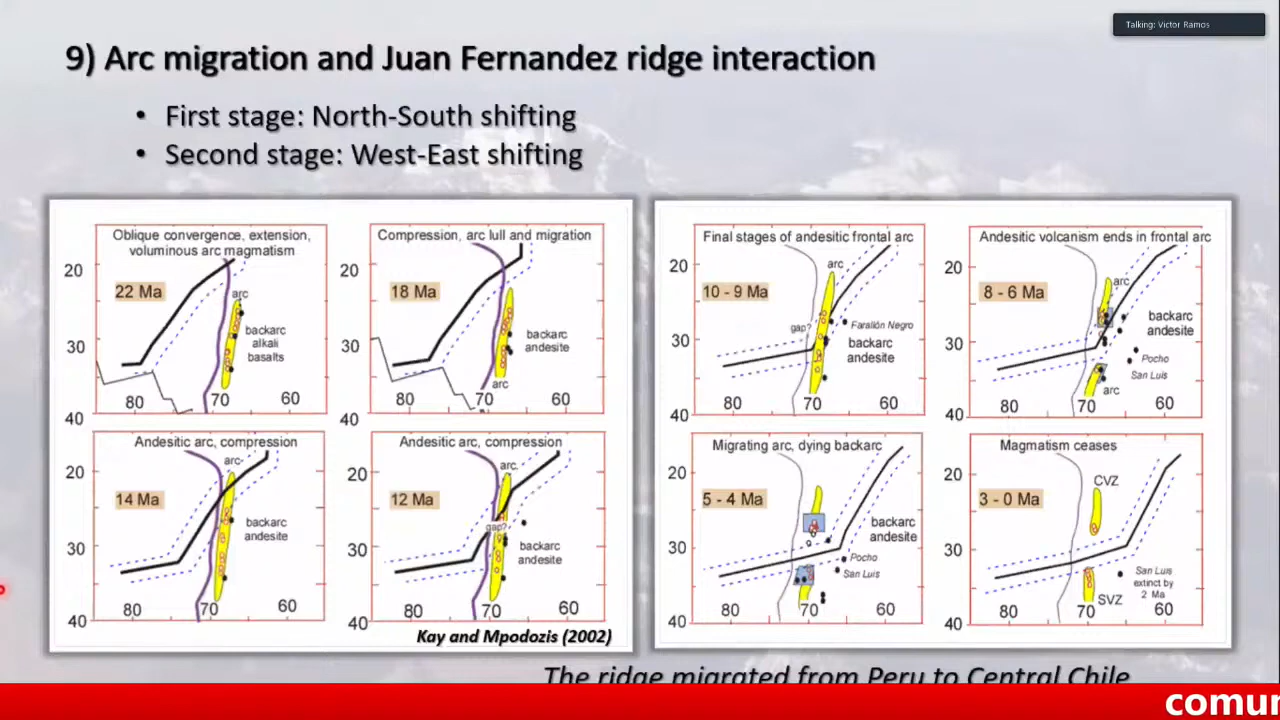 Talking: Victor Ramos
9) Arc migration and Juan Fernandez ridge interaction
• First stage: North-South shifting
• Second stage: West-East shifting
Oblique convergence, extension,
voluminous arc magmatism
20
22 Ma
arc
backarc
alkali
basalts
30
80
70
60
40
Compression, arc lull and migration
20
18 Ma
backarc
andesite
30
arc
80
70
60
40
Andesitic arc, compression
arc
20
14 Ma
backarc
andesite
30
80
70
60
40
Andesitic arc, compression
arc
20
12 Ma
gap?
backarc
andesite
30
80
70
60
40
Kay and Mpodozis (2002)
Final stages of andesitic frontal arc
arc
20
10 - 9 Ma
gap?
Farallón Negro
backarc
andesite
30
80
70
60
40
Andesitic volcanism ends in frontal arc
20
arc
8 - 6 Ma
backarc
andesite
30
Pocho
San Luis
arc
80
70
60
40
Migrating arc, dying backarc
20
5 - 4 Ma
backarc
andesite
30
Pocho
San Luis
80
70
60
40
Magmatism ceases
20
CVZ
3 - 0 Ma
30
San Luis
extinct by
2 Ma
SVZ
80
70
60
40
The ridge migrated from Peru to Central Chile
comur